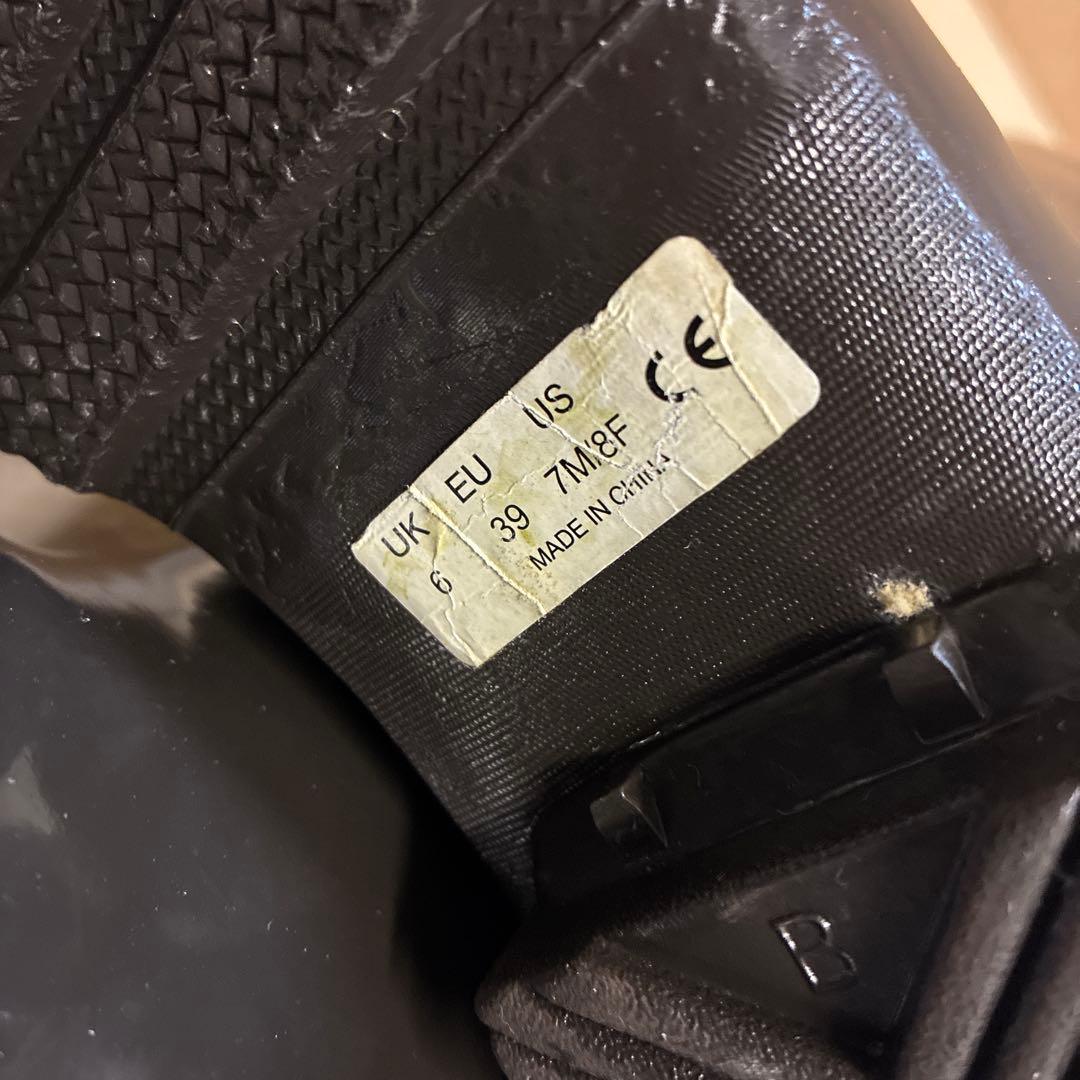 UK EU US
6 39 7M/8F CE
MADE IN CHINA
B